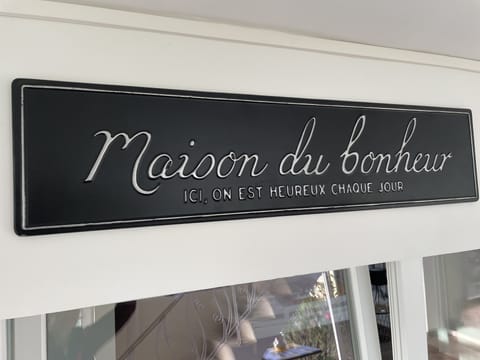 Maison du bonheur
ICI, ON EST HEUREUX CHAQUE JOUR